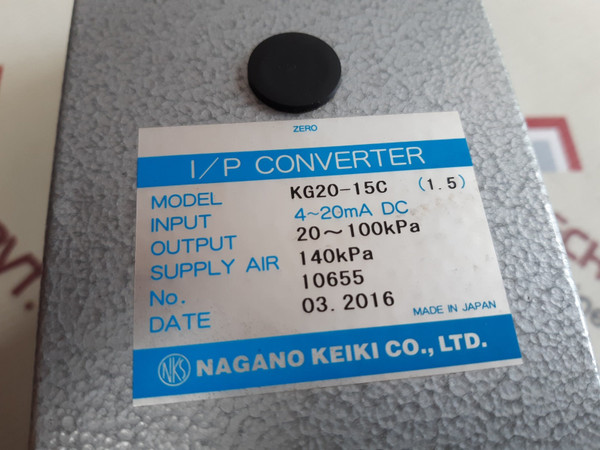 ZERO
I/P CONVERTER
MODEL KG20-15C (1.5)
INPUT 4~20mA DC
OUTPUT 20~100kPa
SUPPLY AIR 140kPa
No. 10655
DATE 03.2016 MADE IN JAPAN
NKS NAGANO KEIKI CO., LTD.